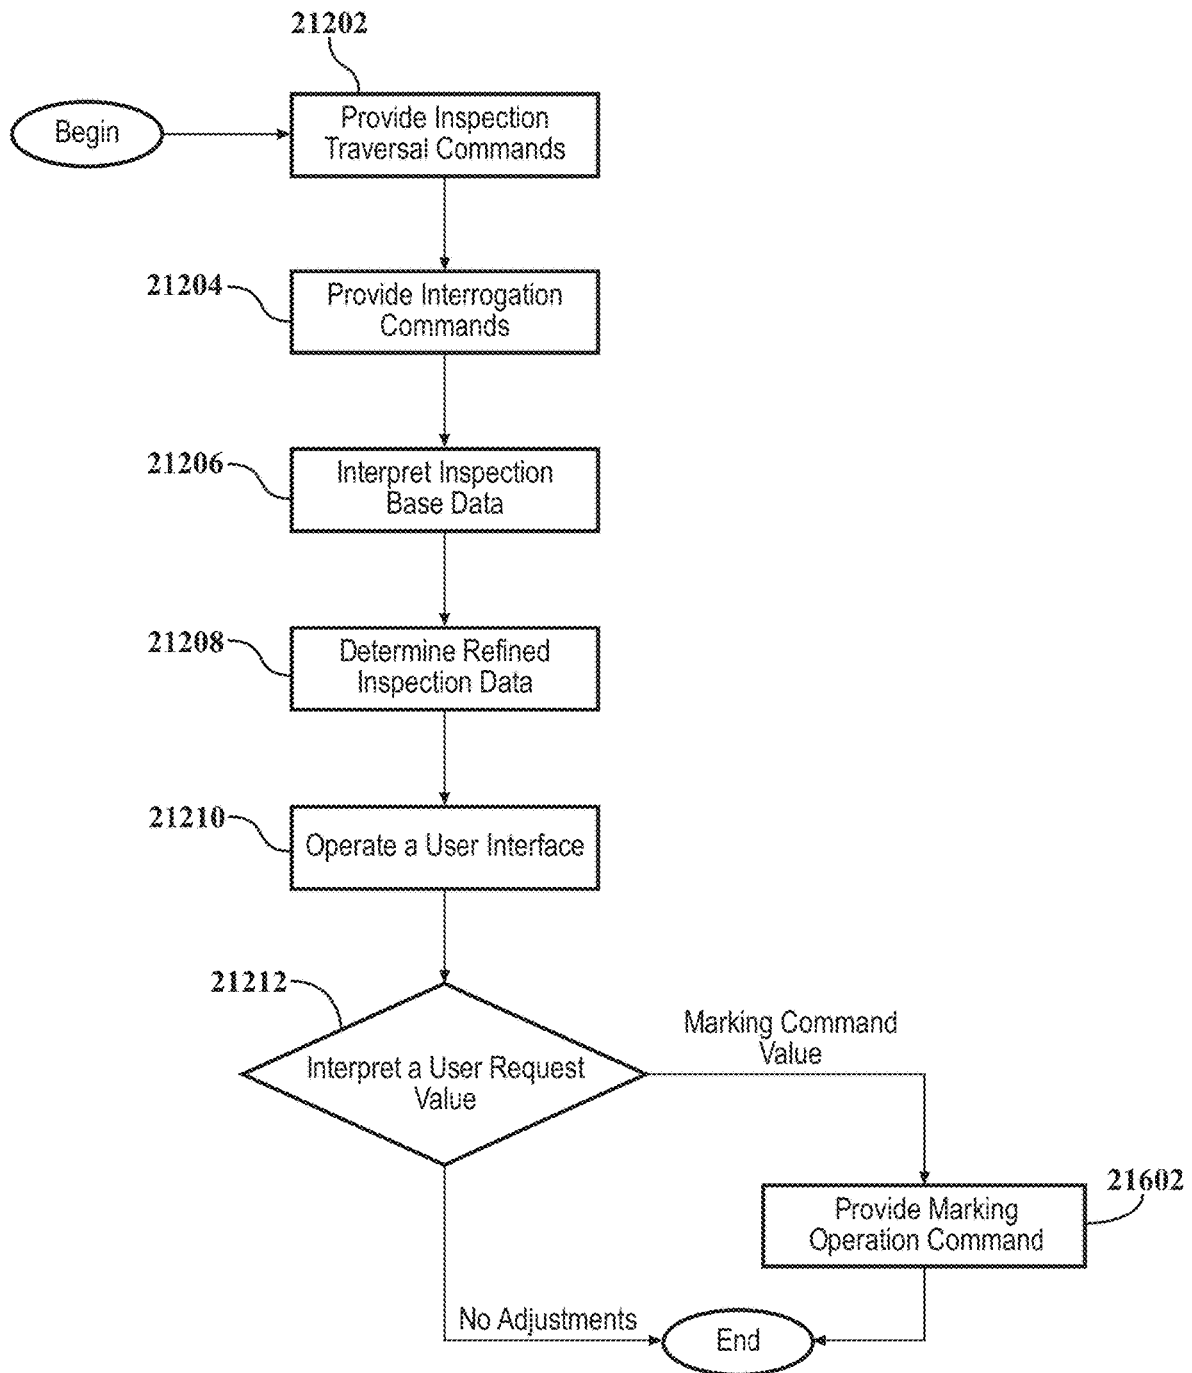 21202
Begin
Provide Inspection
Traversal Commands
21204
Provide Interrogation
Commands
21206
Interpret Inspection
Base Data
21208
Determine Refined
Inspection Data
21210
Operate a User Interface
21212
Interpret a User Request
Value
Marking Command
Value
21602
Provide Marking
Operation Command
No Adjustments
End